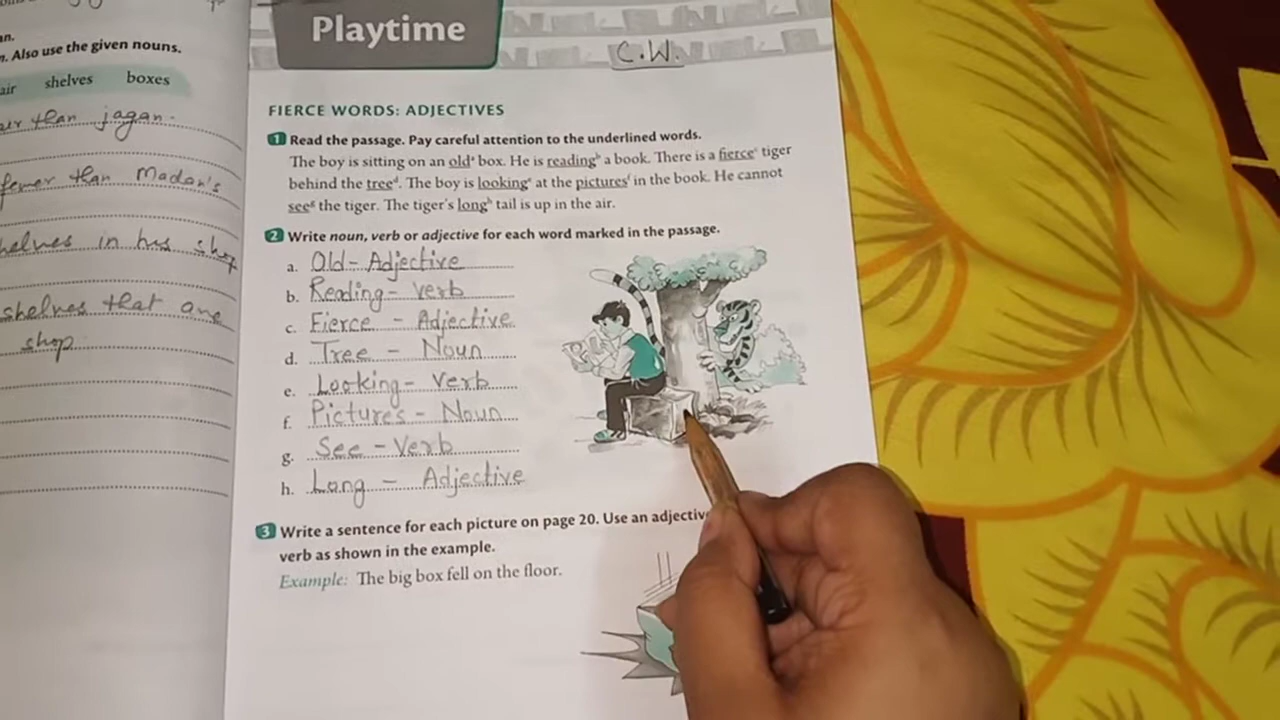 an.
n. Also use the given nouns.
air shelves boxes
than jagan.
fewer than Madan's
shelves in his shop
shelves that are
shop.
Playtime
C.W.
FIERCE WORDS: ADJECTIVES
1 Read the passage. Pay careful attention to the underlined words.
The boy is sitting on an old^a box. He is reading^b a book. There is a fierce^c tiger
behind the tree^d. The boy is looking^e at the pictures^f in the book. He cannot
see^g the tiger. The tiger's long^h tail is up in the air.
2 Write noun, verb or adjective for each word marked in the passage.
a. Old - Adjective
b. Reading - Verb
c. Fierce - Adjective
d. Tree - Noun
e. Looking - Verb
f. Pictures - Noun
g. See - Verb
h. Long - Adjective
3 Write a sentence for each picture on page 20. Use an adjectiv
verb as shown in the example.
Example: The big box fell on the floor.